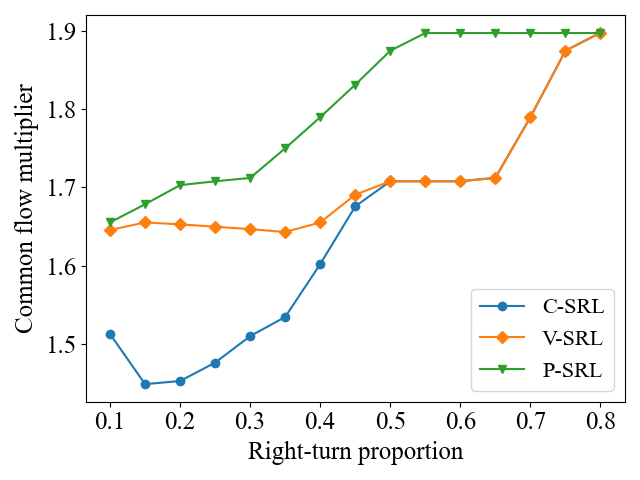 Common flow multiplier
1.9
1.8
1.7
1.6
1.5
0.1 0.2 0.3 0.4 0.5 0.6 0.7 0.8
Right-turn proportion
C-SRL
V-SRL
P-SRL